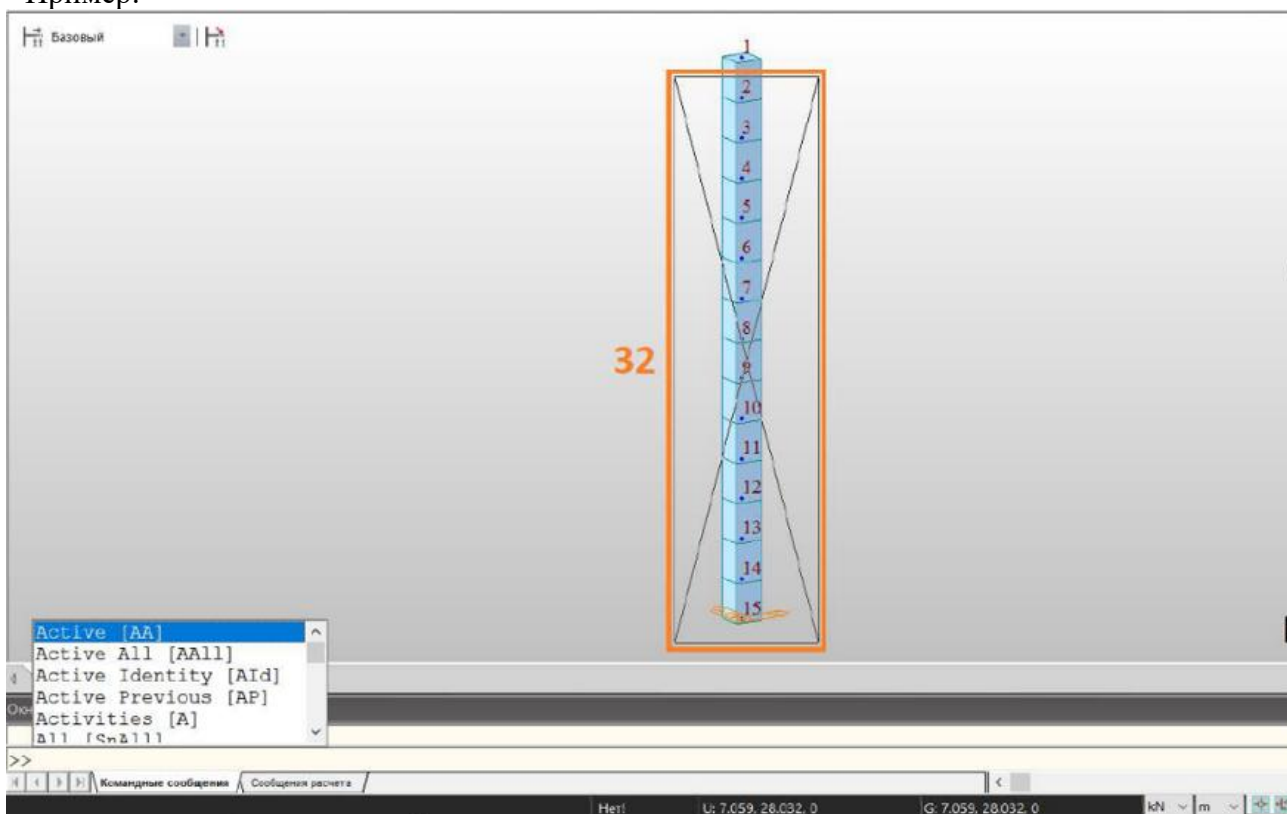 Пример:
Базовый
1
2
3
4
5
6
7
8
9
32
10
11
12
13
14
15
Active [AA]
Active All [AAll]
Active Identity [AId]
Active Previous [AP]
Activities [A]
All [SnAll]
>>
Командные сообщения Сообщения расчета
Нет! U: 7.059, 28.032, 0 G: 7.059, 28.032, 0 kN m